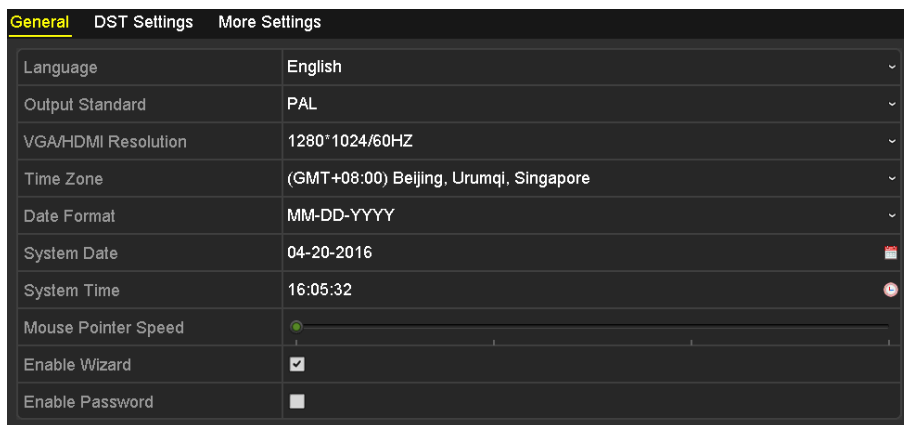 General DST Settings More Settings
Language English
Output Standard PAL
VGA/HDMI Resolution 1280*1024/60HZ
Time Zone (GMT+08:00) Beijing, Urumqi, Singapore
Date Format MM-DD-YYYY
System Date 04-20-2016
System Time 16:05:32
Mouse Pointer Speed
Enable Wizard
Enable Password